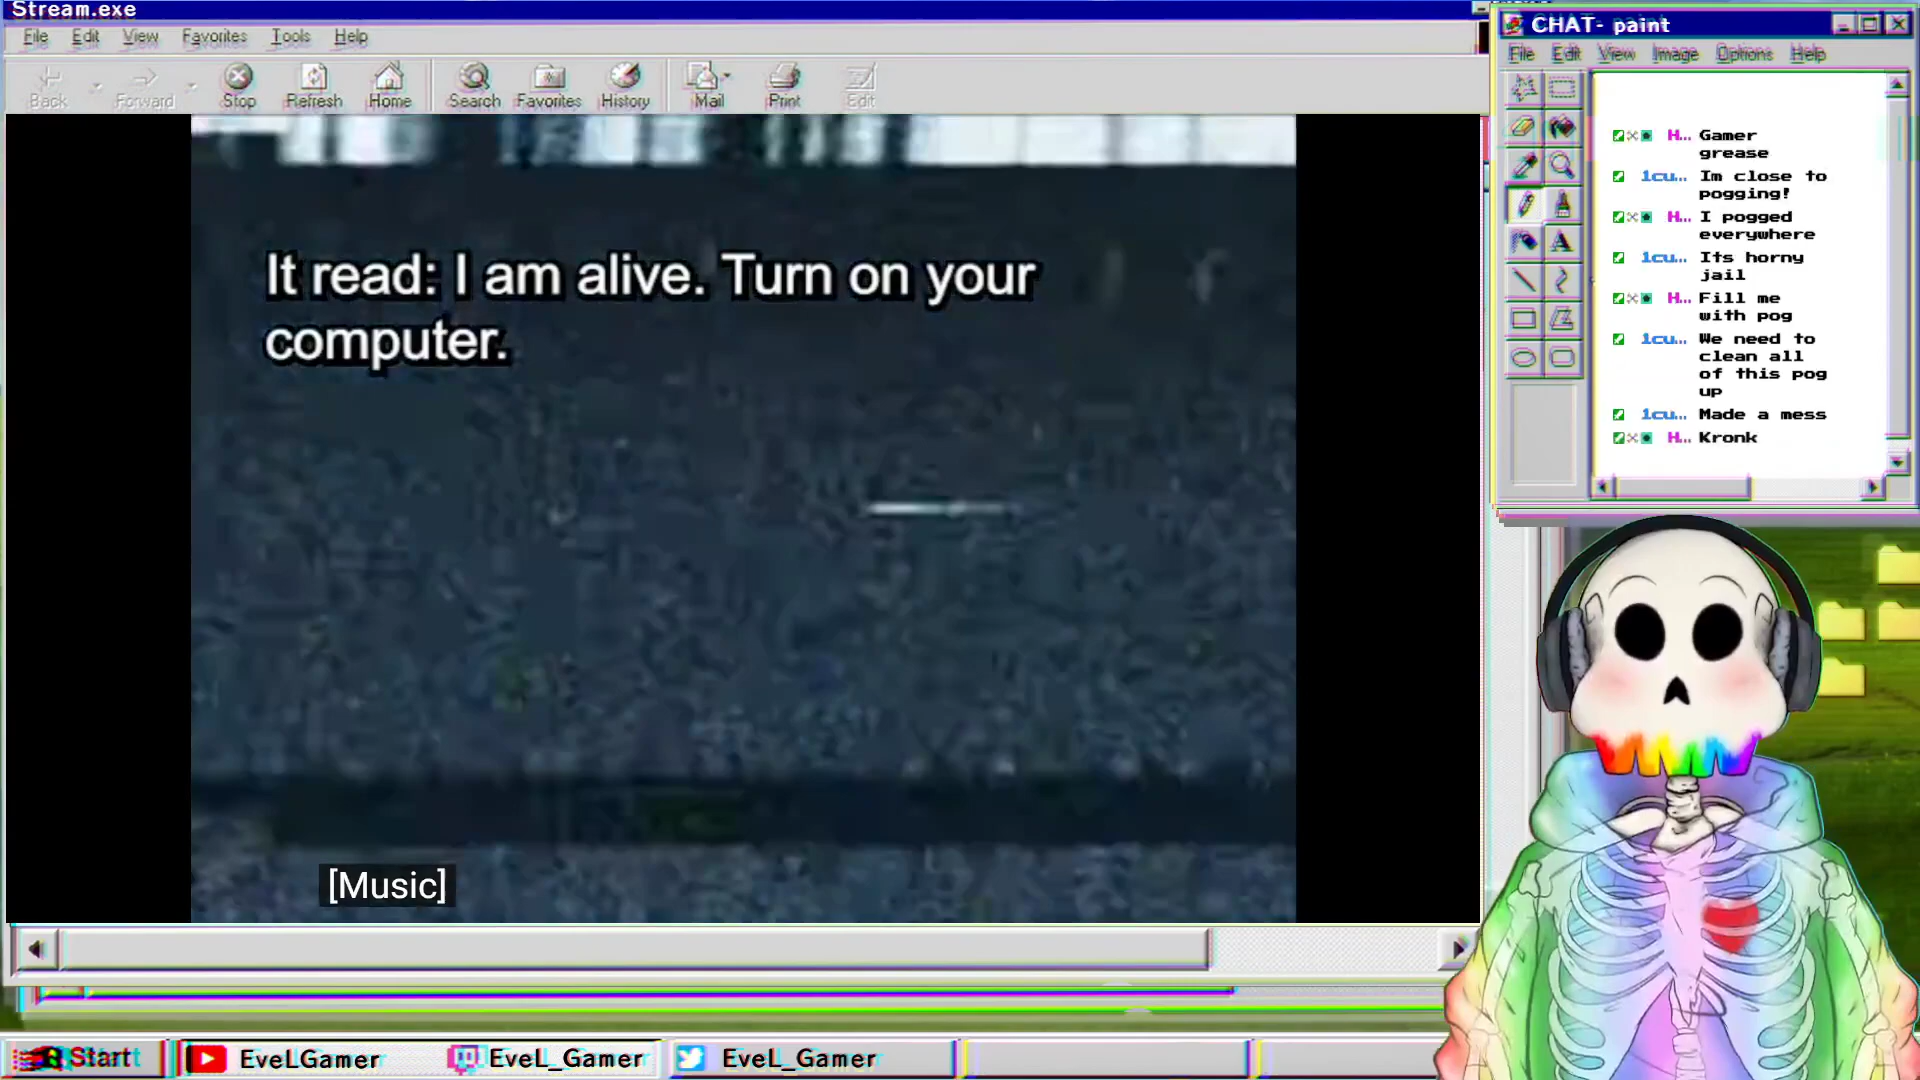 Stream.exe
File Edit View Favorites Tools Help
Back Forward Stop Refresh Home Search Favorites History Mail Print Edit
It read: I am alive. Turn on your
computer.
[Music]
CHAT- paint
File Edit View Image Options Help
H... Gamer
grease
1cu... Im close to
pogging!
H... I pogged
everywhere
1cu... Its horny
jail
H... Fill me
with pog
1cu... We need to
clean all
of this pog
up
1cu... Made a mess
H... Kronk
Start EveLGamer EveL_Gamer EveL_Gamer